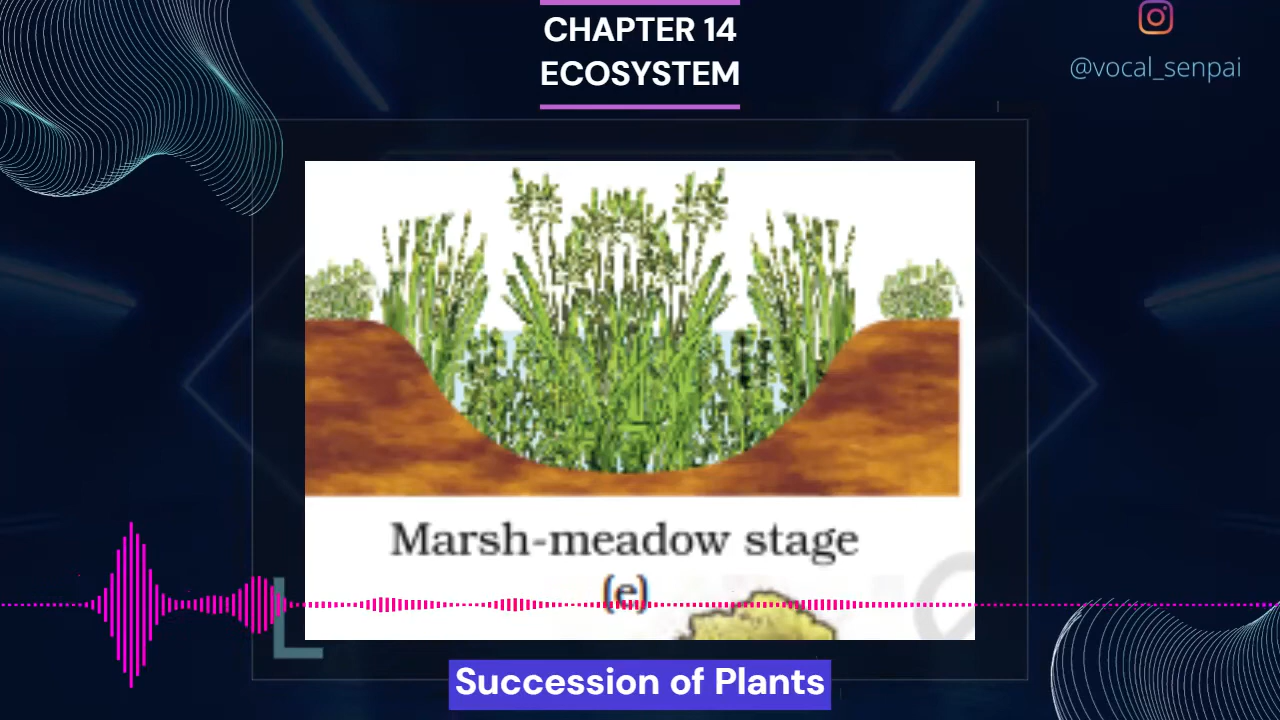 CHAPTER 14
ECOSYSTEM
@vocal_senpai
Marsh-meadow stage
(e)
Succession of Plants